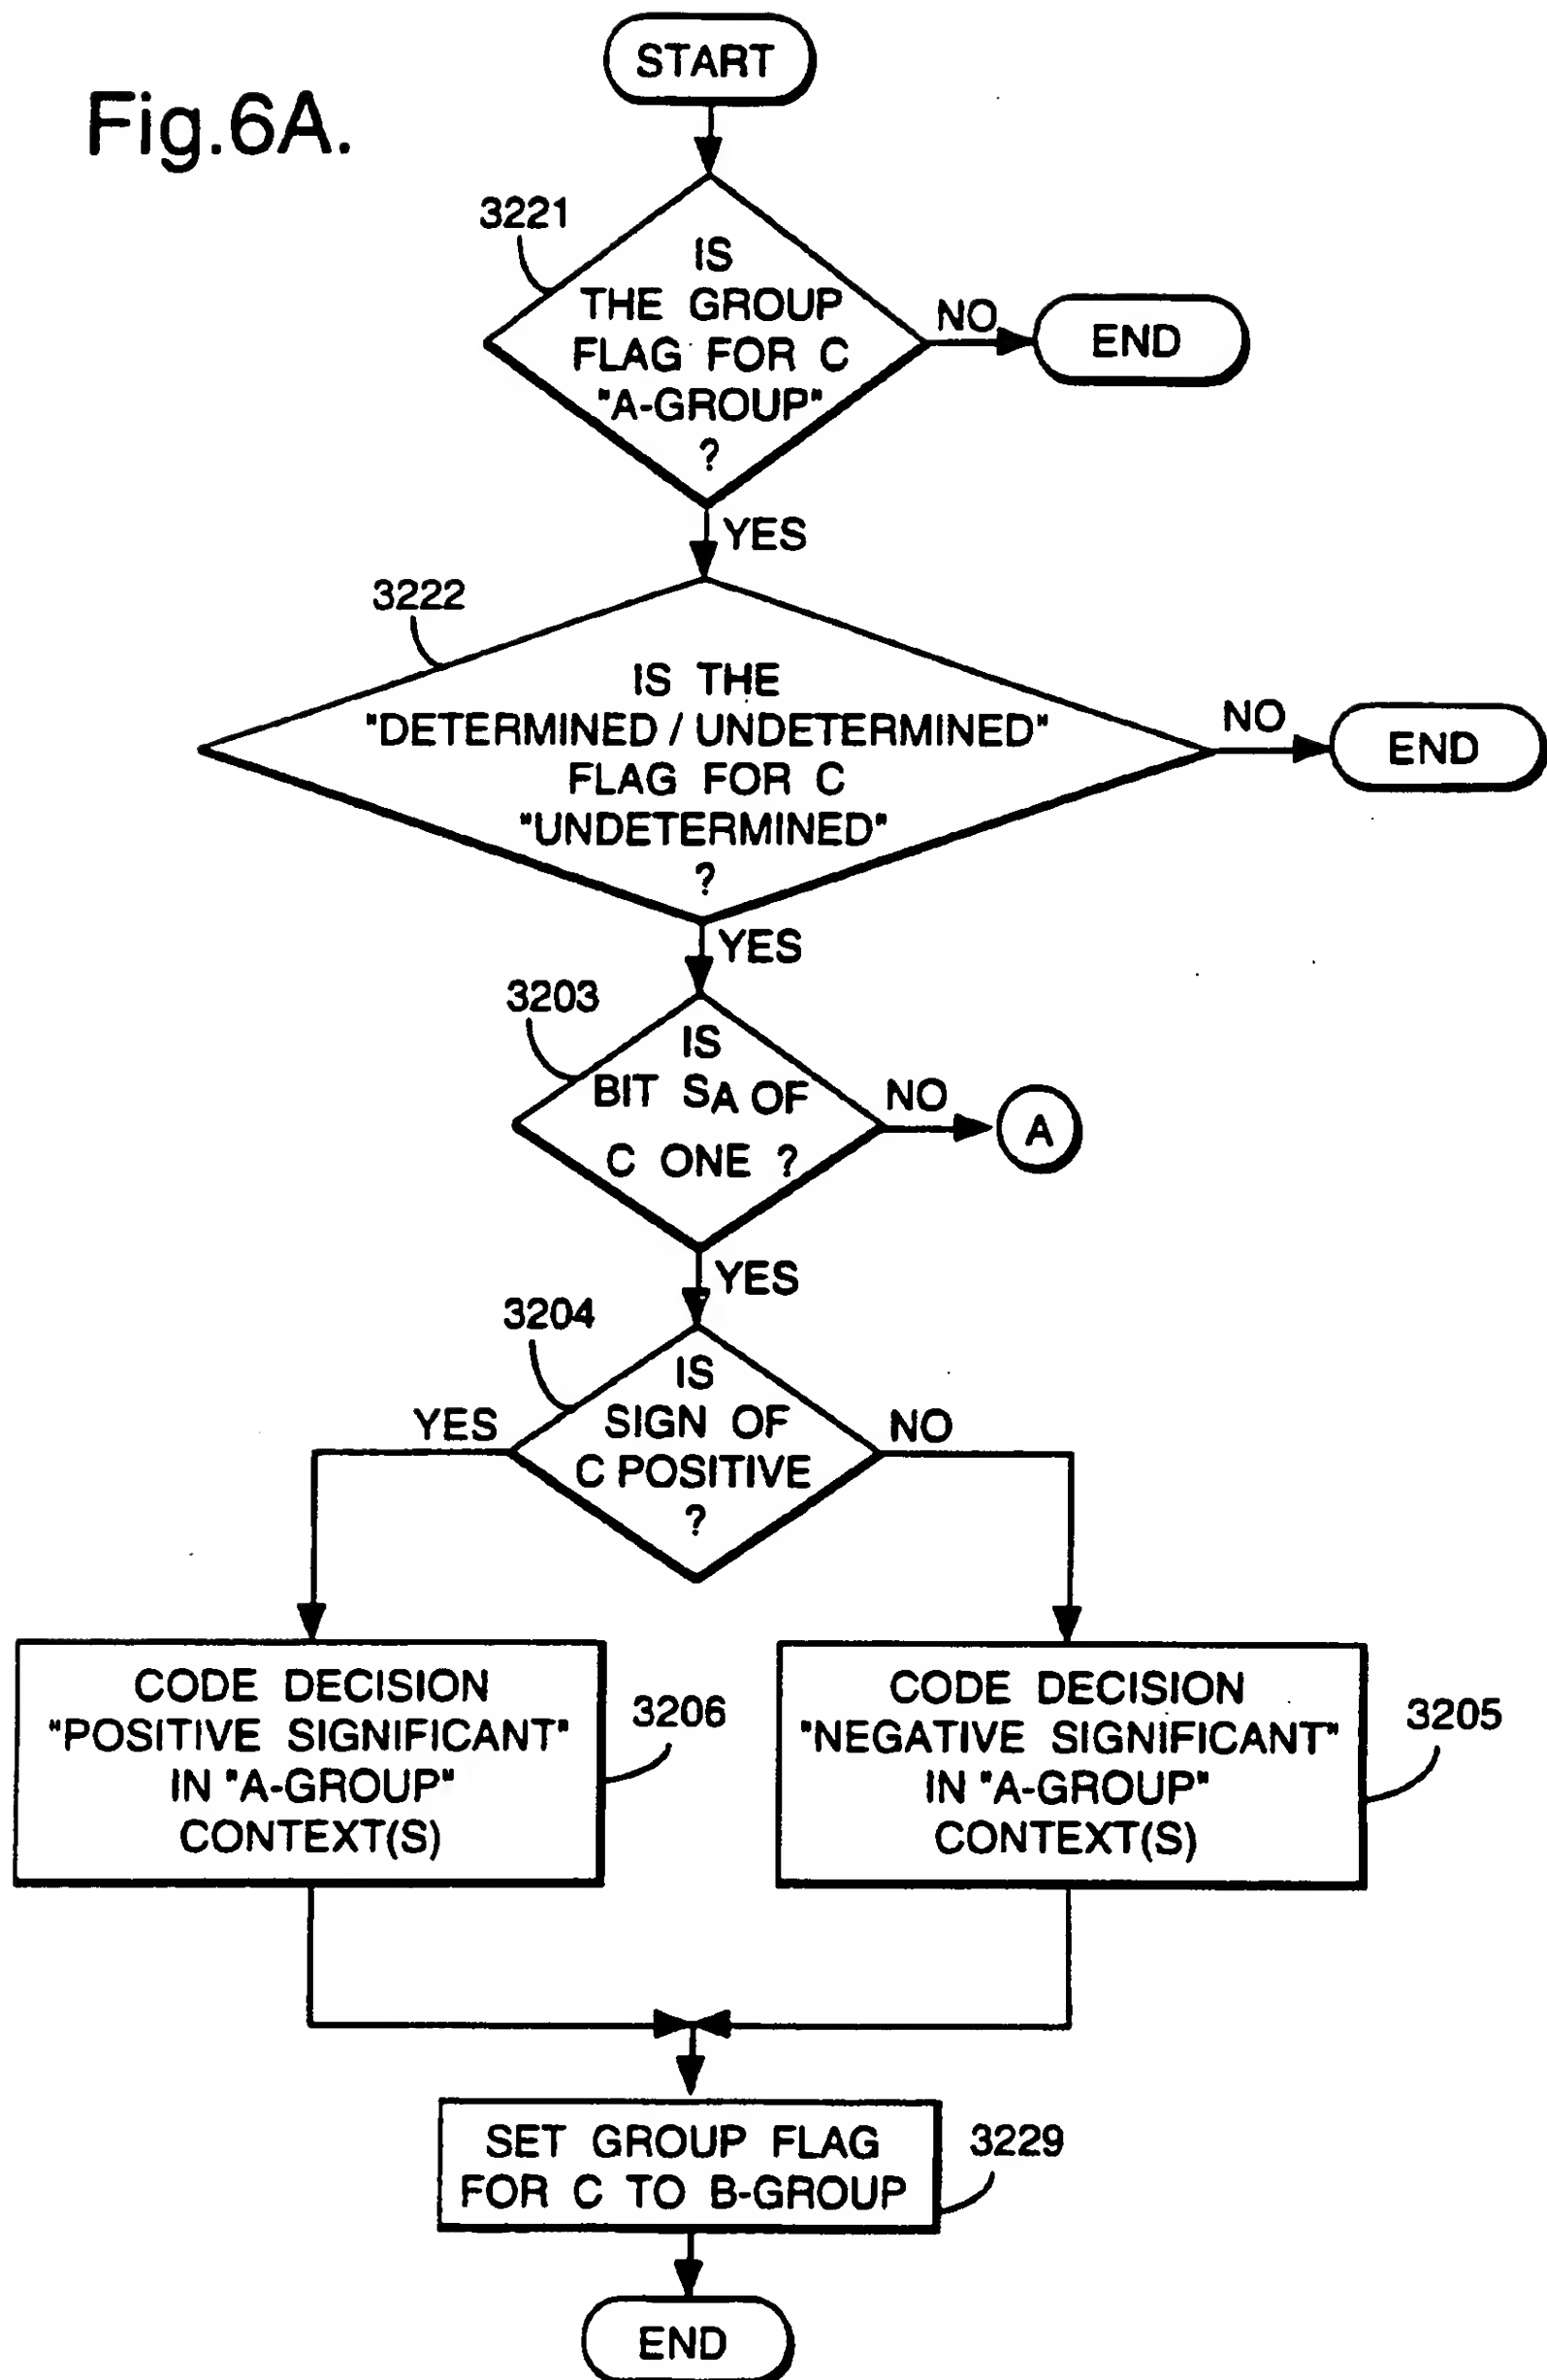 START
Fig.6A.
3221
IS
THE GROUP
FLAG FOR C
"A-GROUP"
?
NO
END
YES
3222
IS THE
"DETERMINED / UNDETERMINED"
FLAG FOR C
"UNDETERMINED"
?
NO
END
YES
3203
IS
BIT SA OF
C ONE ?
NO
A
YES
3204
IS
SIGN OF
C POSITIVE
?
YES
NO
CODE DECISION
"POSITIVE SIGNIFICANT"
IN "A-GROUP"
CONTEXT(S)
3206
CODE DECISION
"NEGATIVE SIGNIFICANT"
IN "A-GROUP"
CONTEXT(S)
3205
SET GROUP FLAG
FOR C TO B-GROUP
3229
END